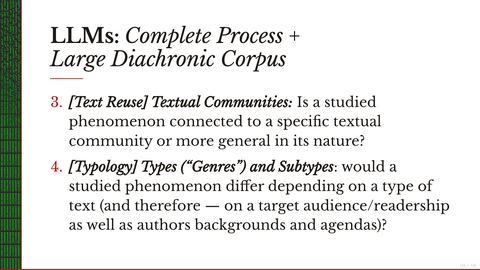 LLMs: Complete Process +
Large Diachronic Corpus
3. [Text Reuse] Textual Communities: Is a studied
phenomenon connected to a specific textual
community or more general in its nature?
4. [Typology] Types (“Genres”) and Subtypes: would a
studied phenomenon differ depending on a type of
text (and therefore — on a target audience/readership
as well as authors backgrounds and agendas)?